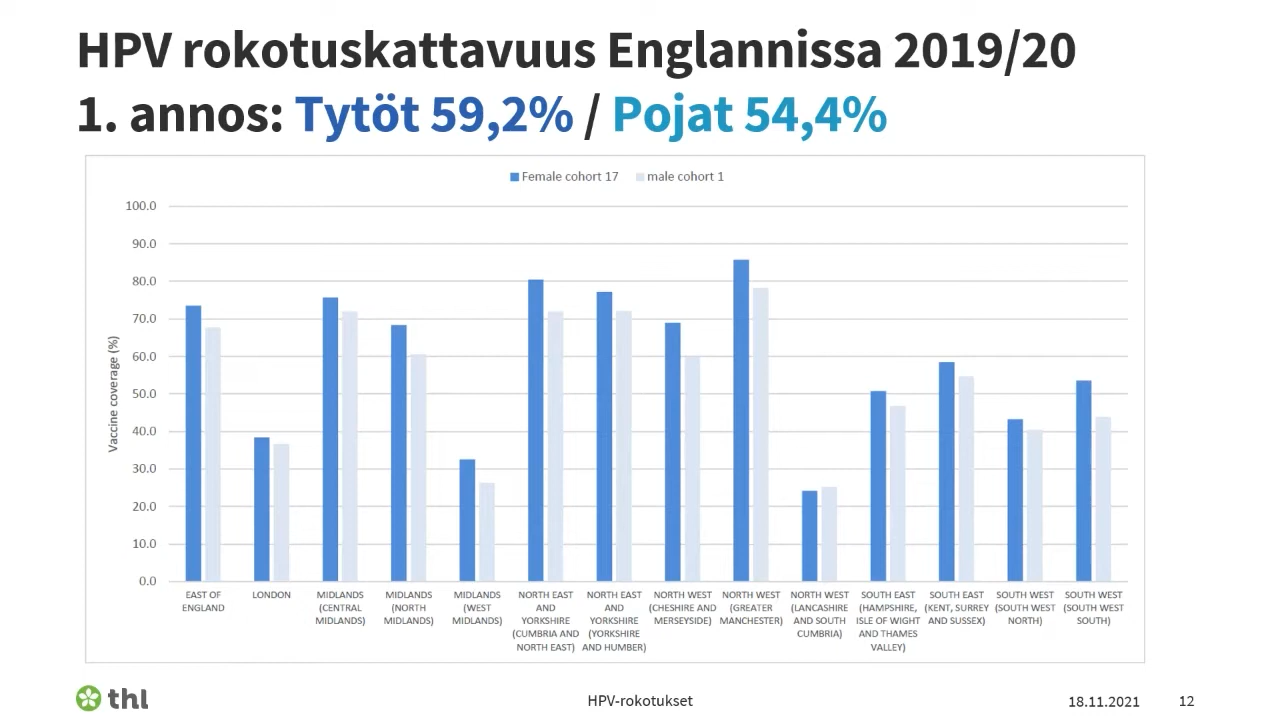 HPV rokotuskattavuus Englannissa 2019/20
1. annos: Tytöt 59,2% / Pojat 54,4%
Female cohort 17 male cohort 1
Vaccine coverage (%)
100.0
90.0
80.0
70.0
60.0
50.0
40.0
30.0
20.0
10.0
0.0
EAST OF
ENGLAND
LONDON
MIDLANDS
(CENTRAL
MIDLANDS)
MIDLANDS
(NORTH
MIDLANDS)
MIDLANDS
(WEST
MIDLANDS)
NORTH EAST
AND
YORKSHIRE
(CUMBRIA AND
NORTH EAST)
NORTH EAST
AND
YORKSHIRE
(YORKSHIRE
AND HUMBER)
NORTH WEST
(CHESHIRE AND
MERSEYSIDE)
NORTH WEST
(GREATER
MANCHESTER)
NORTH WEST
(LANCASHIRE
AND SOUTH
CUMBRIA)
SOUTH EAST
(HAMPSHIRE,
ISLE OF WIGHT
AND THAMES
VALLEY)
SOUTH EAST
(KENT, SURREY
AND SUSSEX)
SOUTH WEST
(SOUTH WEST
NORTH)
SOUTH WEST
(SOUTH WEST
SOUTH)
thl
HPV-rokotukset
18.11.2021
12